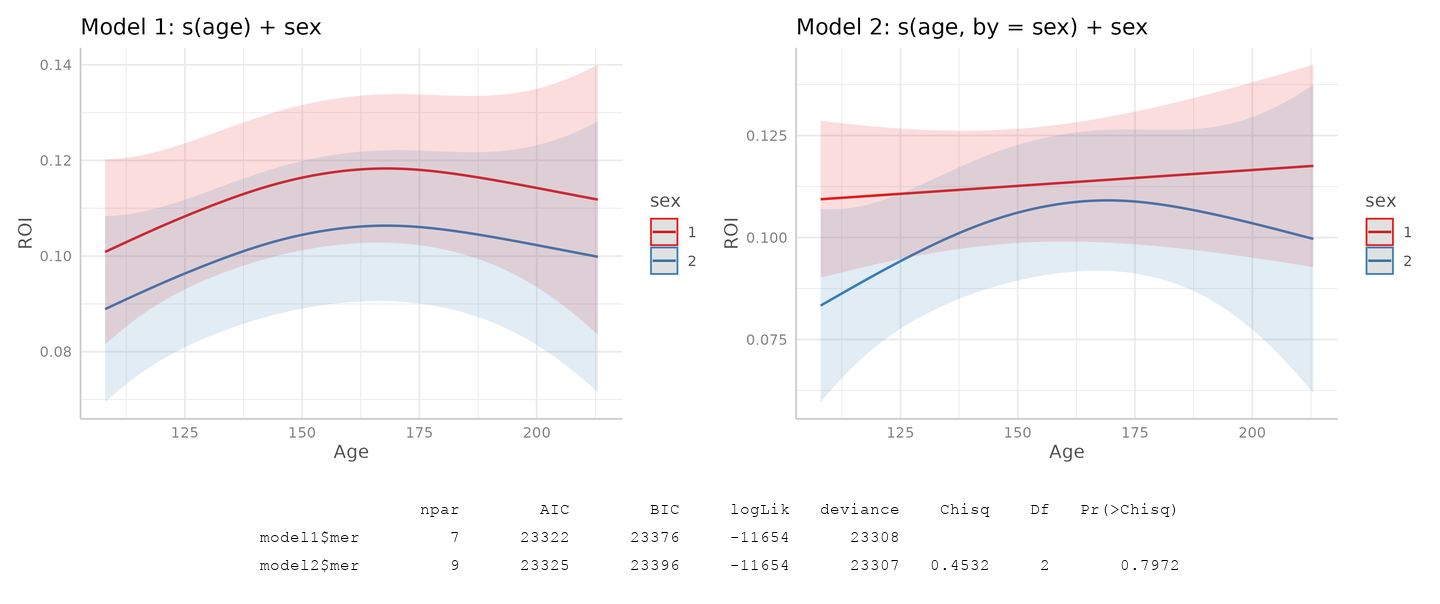 Model 1: s(age) + sex
0.14
0.12
0.10
0.08
ROI
125 150 175 200
Age
sex
1
2
Model 2: s(age, by = sex) + sex
0.125
0.100
0.075
ROI
125 150 175 200
Age
sex
1
2
npar AIC BIC logLik deviance Chisq Df Pr(>Chisq)
model1$mer 7 23322 23376 -11654 23308
model2$mer 9 23325 23396 -11654 23307 0.4532 2 0.7972